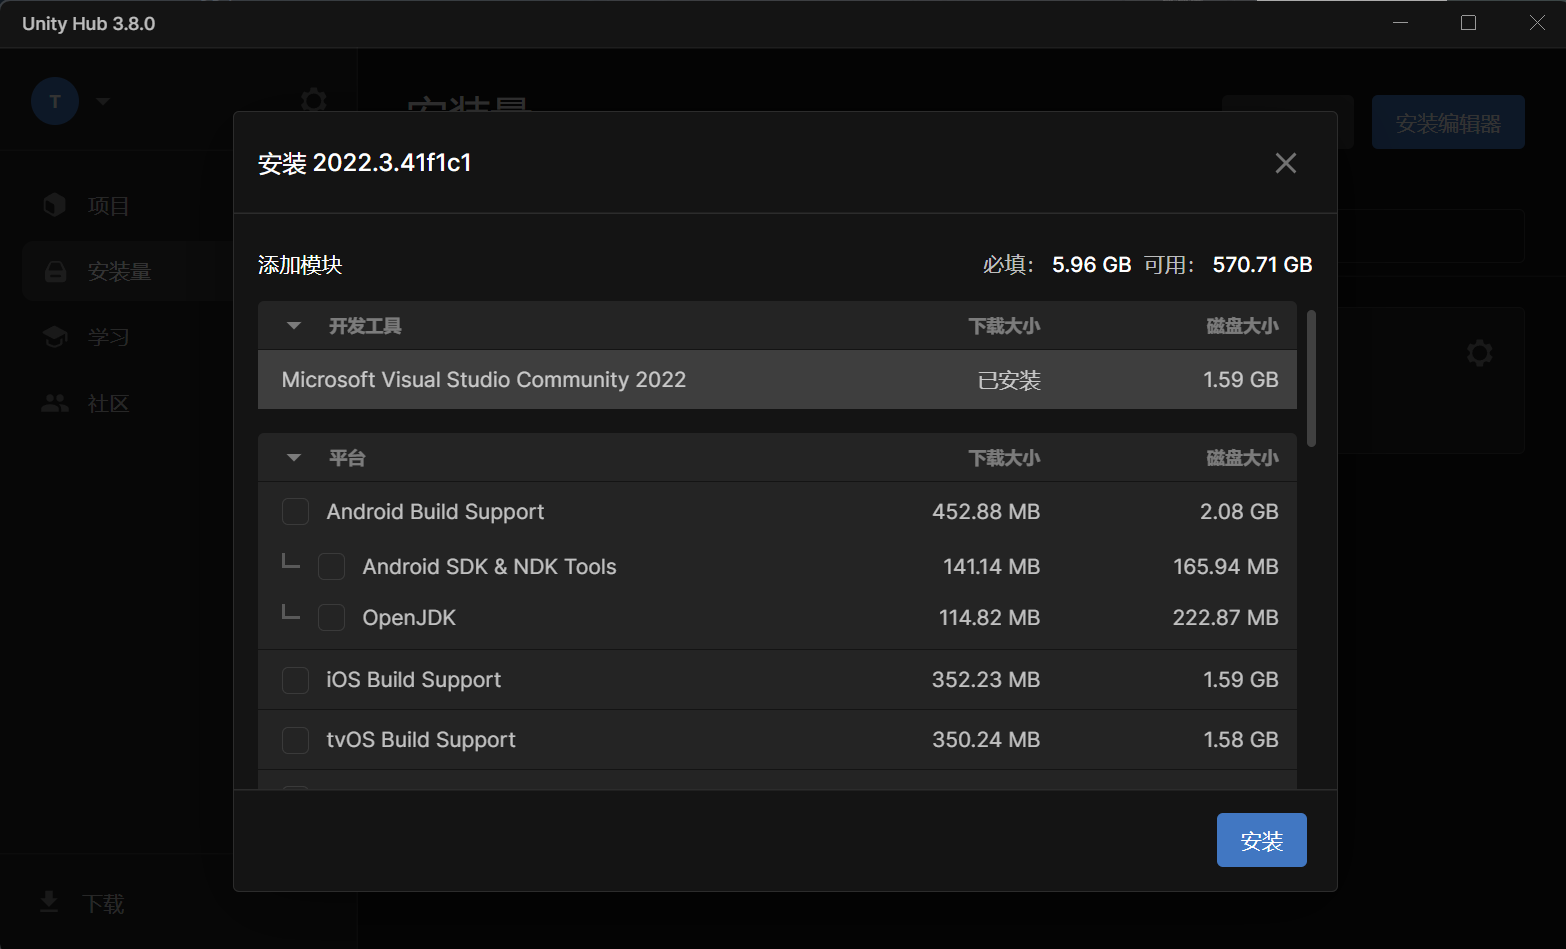 Unity Hub 3.8.0
T
安装量
安装编辑器
项目
安装量
学习
社区
下载
安装 2022.3.41f1c1
添加模块
必填： 5.96 GB 可用： 570.71 GB
开发工具 下载大小 磁盘大小
Microsoft Visual Studio Community 2022 已安装 1.59 GB
平台 下载大小 磁盘大小
Android Build Support 452.88 MB 2.08 GB
Android SDK & NDK Tools 141.14 MB 165.94 MB
OpenJDK 114.82 MB 222.87 MB
iOS Build Support 352.23 MB 1.59 GB
tvOS Build Support 350.24 MB 1.58 GB
安装